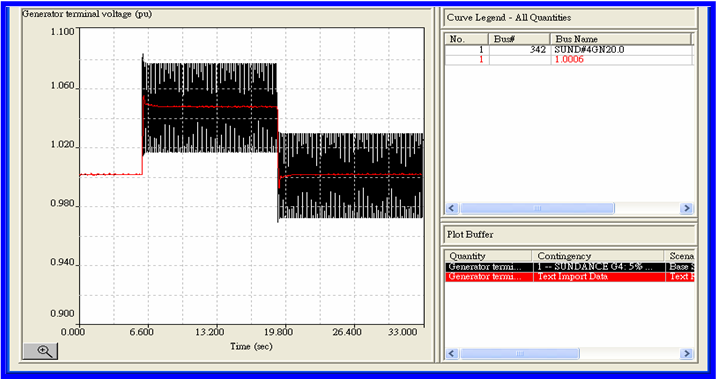 Generator terminal voltage (pu)
1.100
1.060
1.020
0.980
0.940
0.900
0.000 6.600 13.200 19.800 26.400 33.000
Time (sec)
Curve Legend - All Quantities
No. Bus# Bus Name
1 342 SUND#4GN20.0
1 1.0006
Plot Buffer
Quantity Contingency Scena
Generator termi... 1 -- SUNDANCE G4: 5% ... Base S
Generator termi... Text Import Data Text